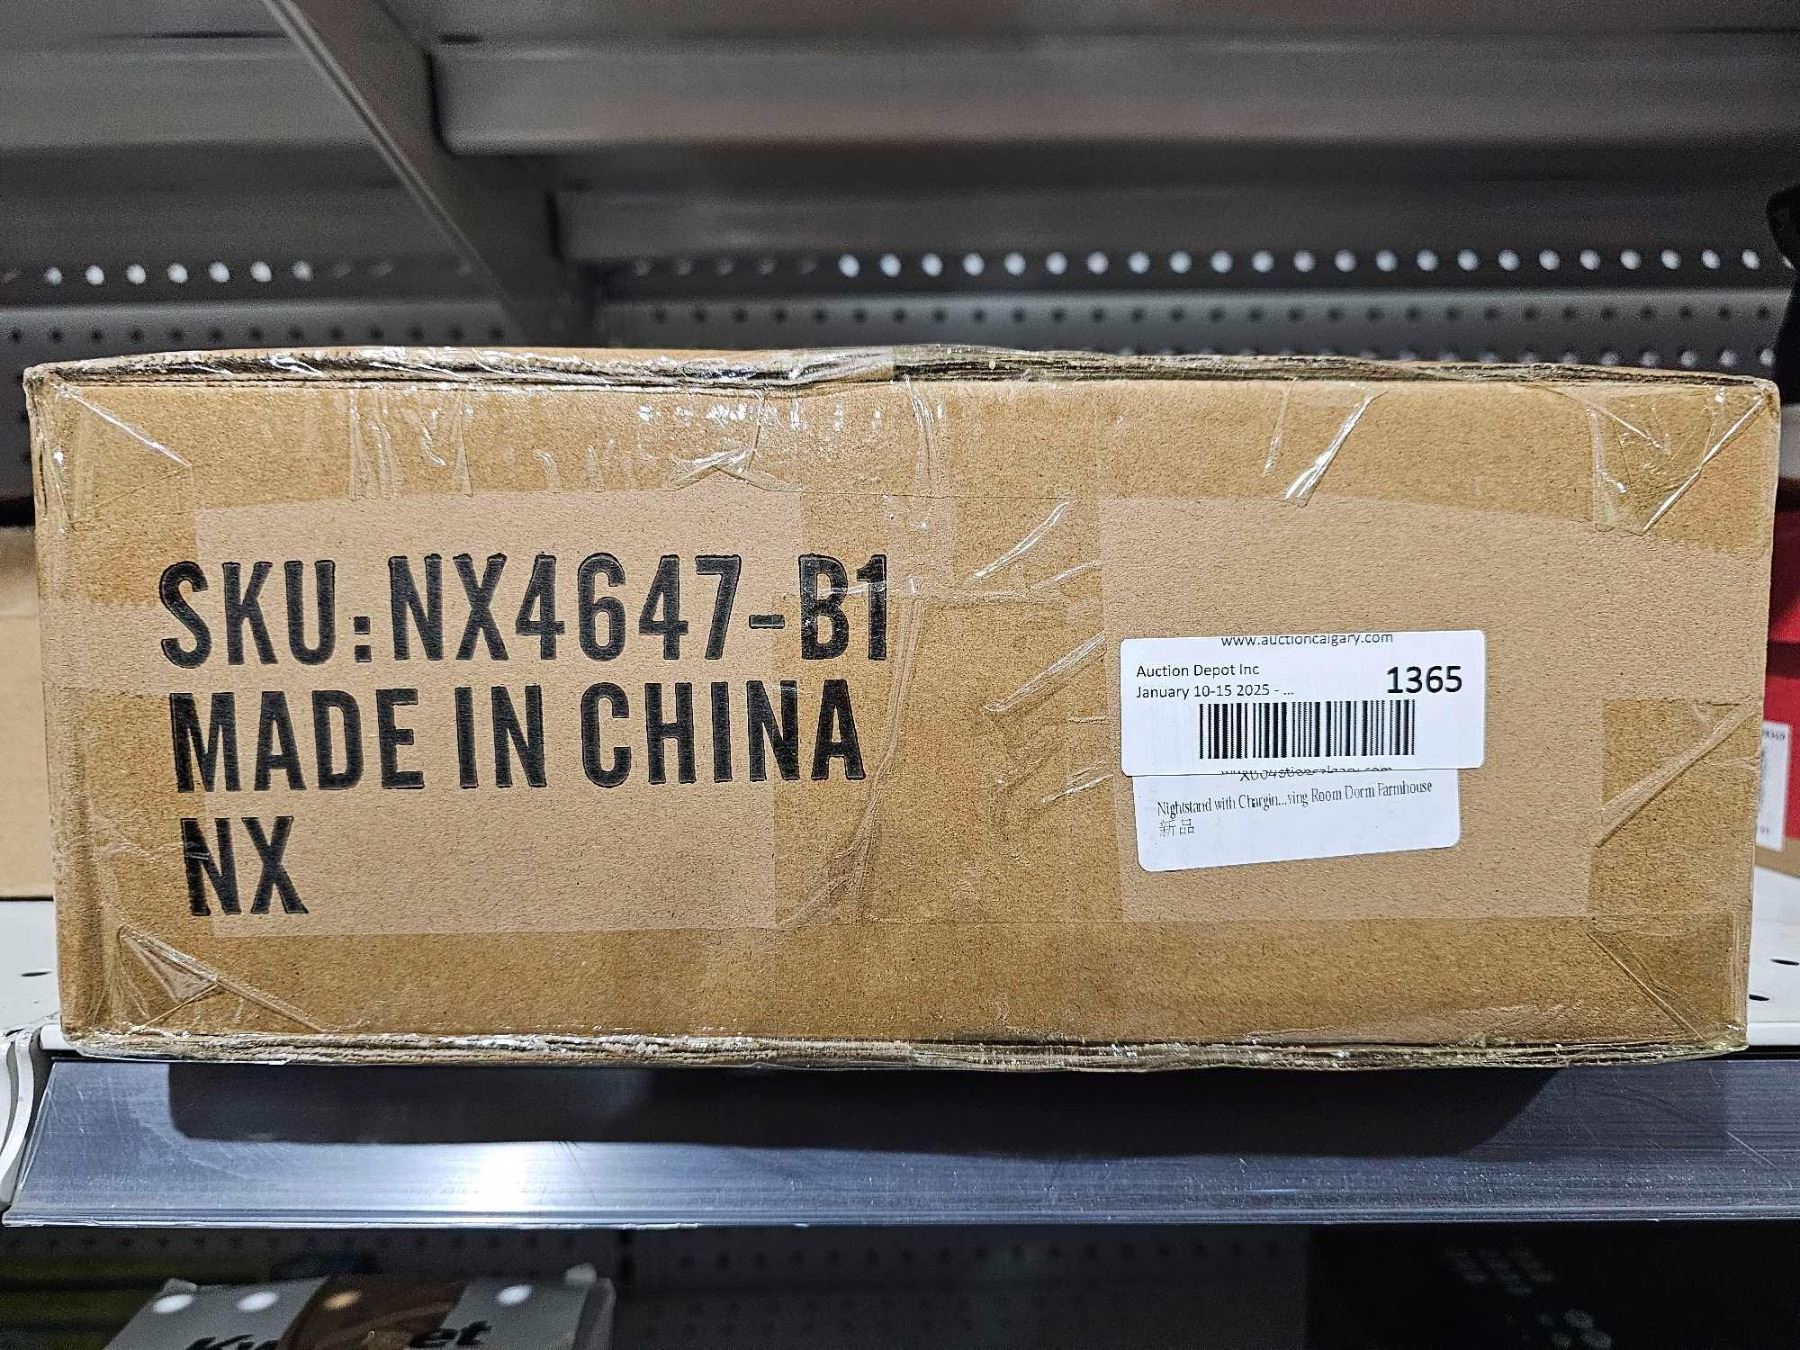 SKU:NX4647-B1
MADE IN CHINA
NX
www.auctioncalgary.com
Auction Depot Inc
1365
January 10-15 2025 - ...
Nightstand with Chargin...ving Room Dorm Farmhouse
新品